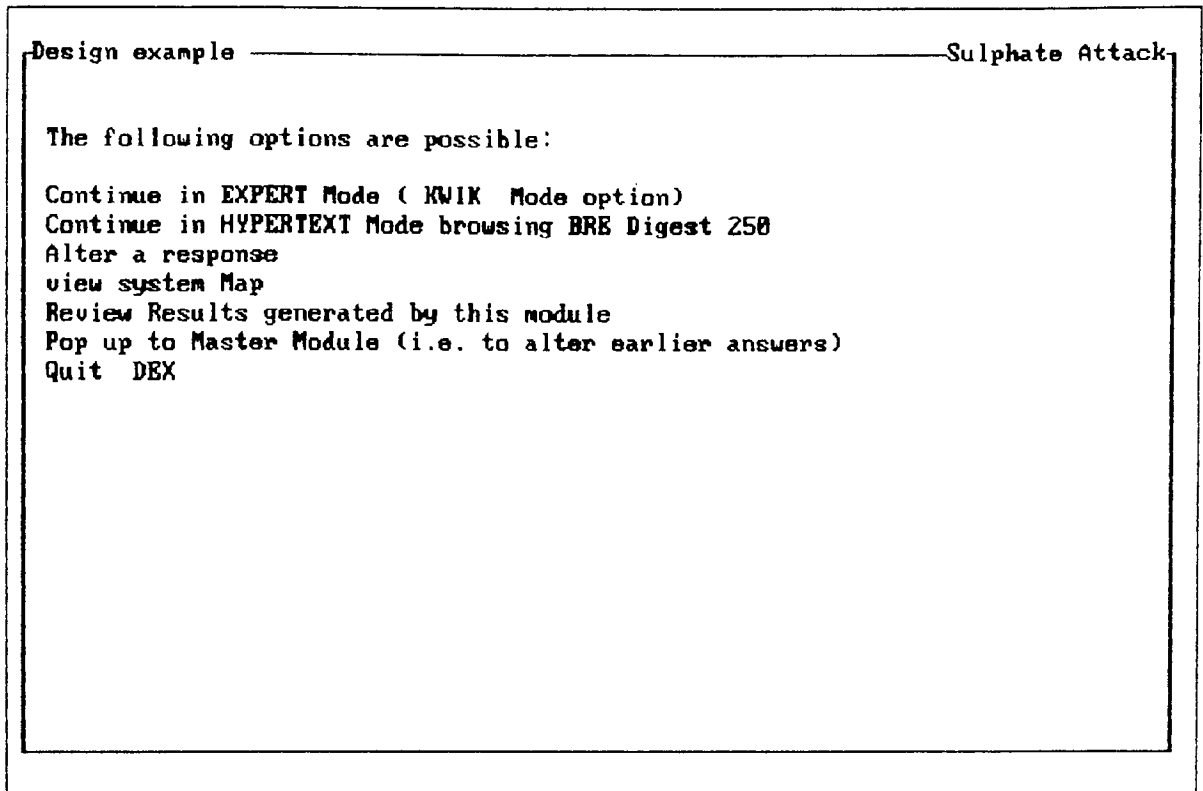 Design example Sulphate Attack
The following options are possible:
Continue in EXPERT Mode ( KWIK Mode option)
Continue in HYPERTEXT Mode browsing BRE Digest 250
Alter a response
view system Map
Review Results generated by this module
Pop up to Master Module (i.e. to alter earlier answers)
Quit DEX